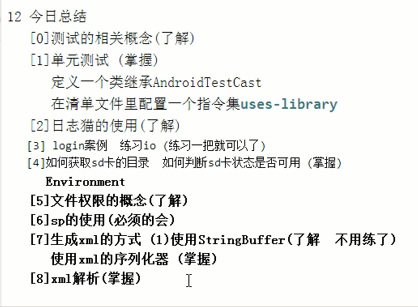 12 今日总结
[0]测试的相关概念(了解)
[1]单元测试 (掌握)
定义一个类继承AndroidTestCast
在清单文件里配置一个指令集uses-library
[2]日志猫的使用(了解)
[3] login案例 练习io (练习一把就可以了)
[4]如何获取sd卡的目录 如何判断sd卡状态是否可用 (掌握)
Environment
[5]文件权限的概念(了解)
[6]sp的使用(必须的会)
[7]生成xml的方式 (1)使用StringBuffer(了解 不用练了)
使用xml的序列化器 (掌握)
[8]xml解析(掌握)